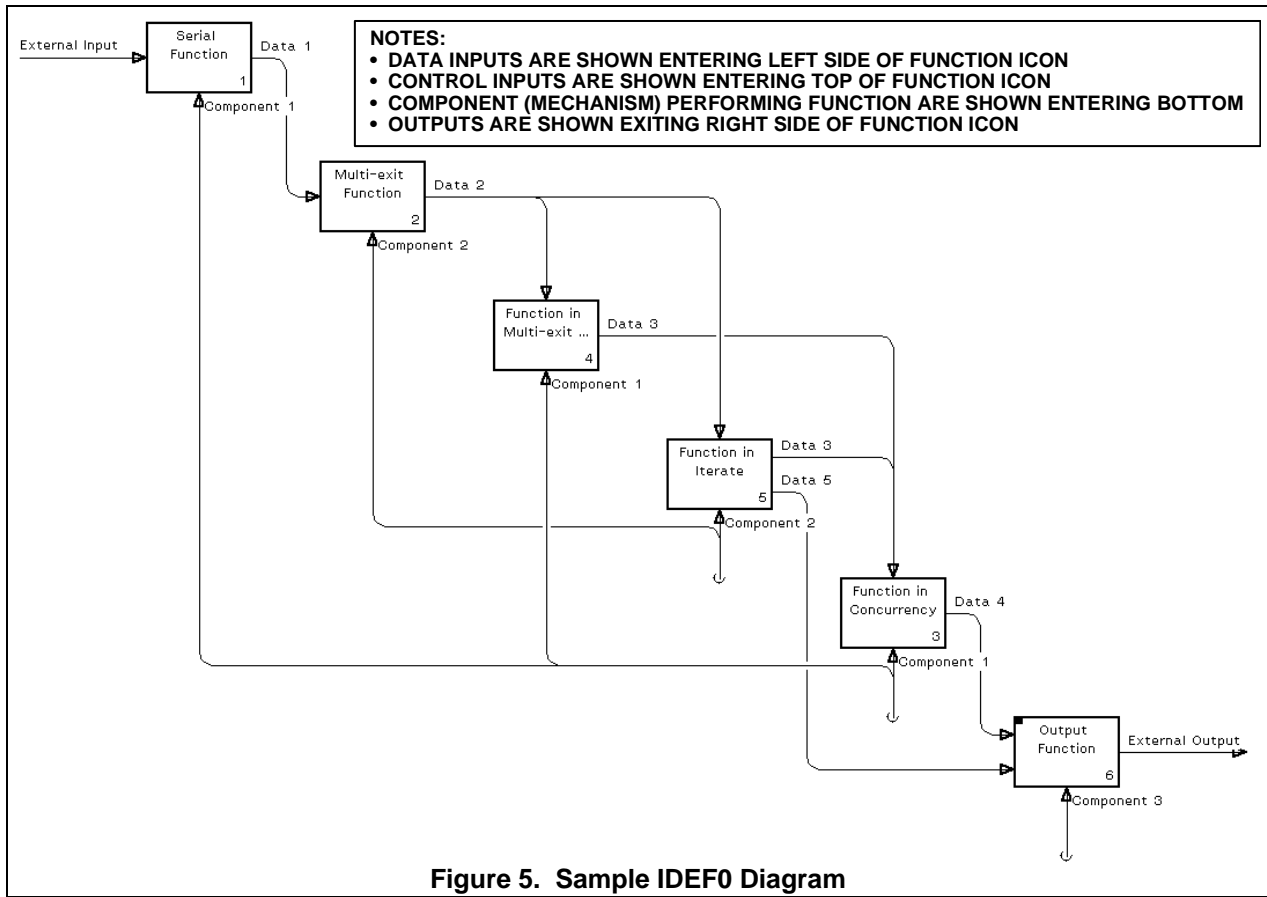 External Input
Serial
Function
1
Data 1
Component 1
NOTES:
• DATA INPUTS ARE SHOWN ENTERING LEFT SIDE OF FUNCTION ICON
• CONTROL INPUTS ARE SHOWN ENTERING TOP OF FUNCTION ICON
• COMPONENT (MECHANISM) PERFORMING FUNCTION ARE SHOWN ENTERING BOTTOM
• OUTPUTS ARE SHOWN EXITING RIGHT SIDE OF FUNCTION ICON
Multi-exit
Function
2
Data 2
Component 2
Function in
Multi-exit ...
4
Data 3
Component 1
Function in
Iterate
5
Data 3
Data 5
Component 2
Function in
Concurrency
3
Data 4
Component 1
Output
Function
6
External Output
Component 3
Figure 5. Sample IDEF0 Diagram